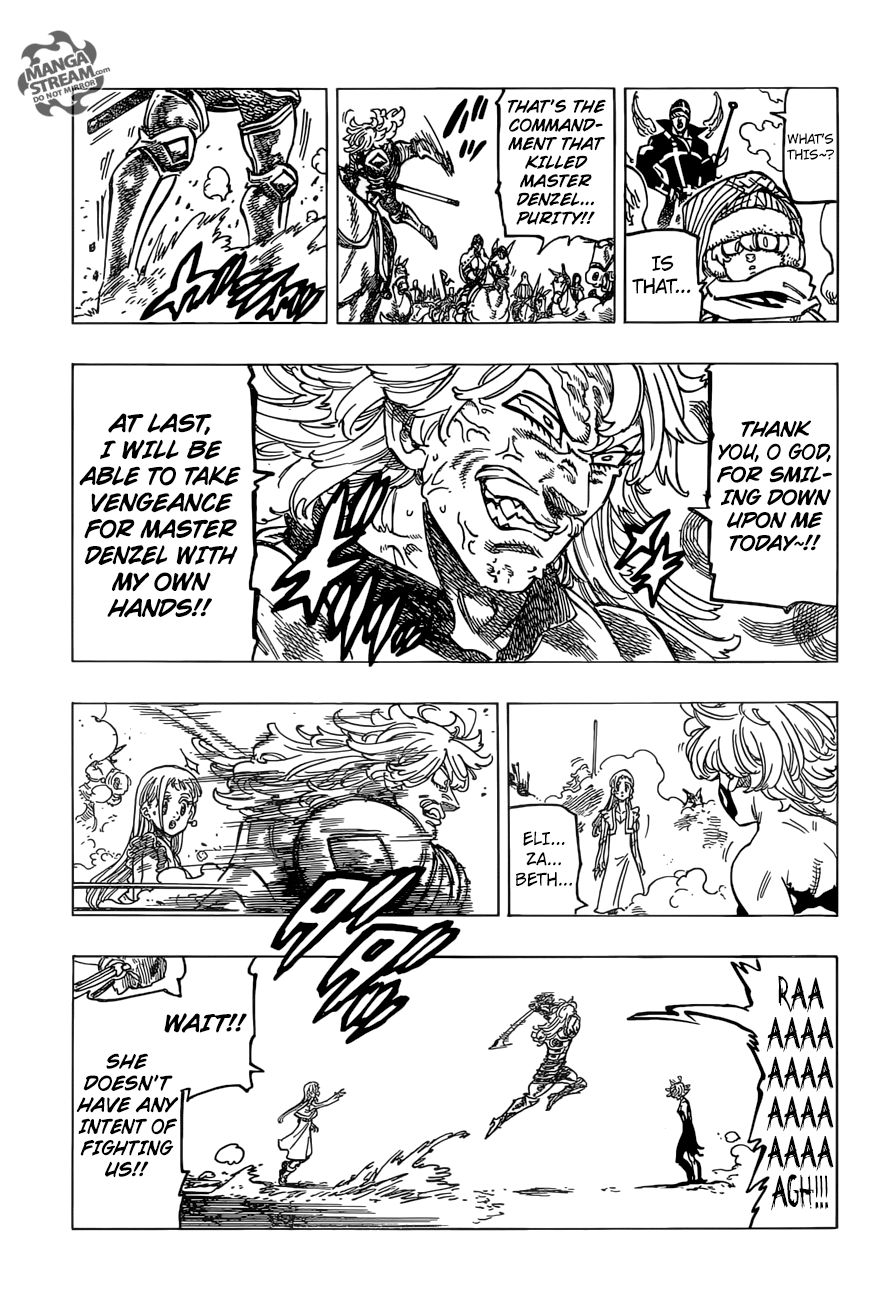 MANGA
STREAM.com
DO NOT MIRROR
WHAT'S
THIS~?
IS
THAT...
THAT'S THE
COMMAND-
MENT THAT
KILLED
MASTER
DENZEL...
PURITY!!
THANK
YOU, O GOD,
FOR SMIL-
ING DOWN
UPON ME
TODAY~!!
AT LAST,
I WILL BE
ABLE TO TAKE
VENGEANCE
FOR MASTER
DENZEL WITH
MY OWN
HANDS!!
ELI...
ZA...
BETH...
RAA
AAAA
AAAA
AAAA
AAAA
AGH!!!
WAIT!!
SHE
DOESN'T
HAVE ANY
INTENT OF
FIGHTING
US!!